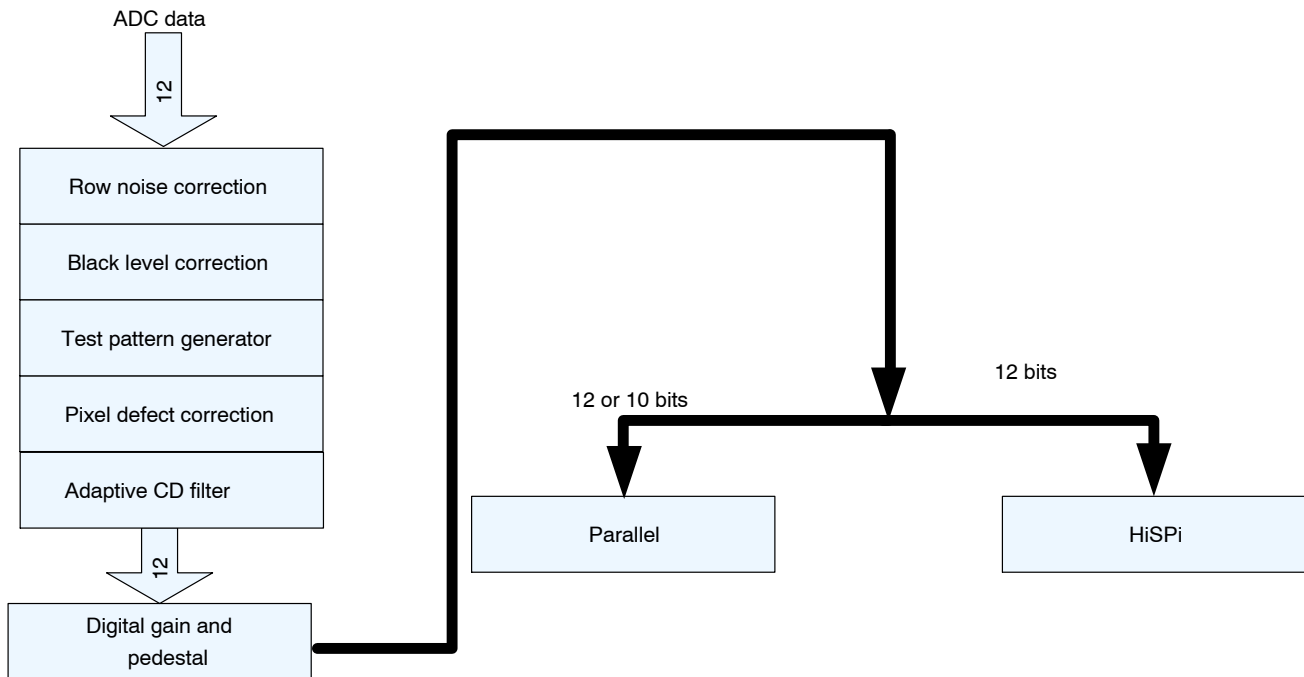 ADC data
12
Row noise correction
Black level correction
Test pattern generator
Pixel defect correction
Adaptive CD filter
12
Digital gain and
pedestal
12 or 10 bits
12 bits
Parallel
HiSPi